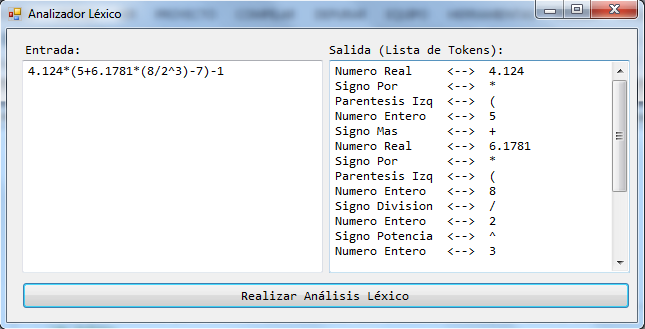 Analizador Léxico
Entrada:
4.124*(5+6.1781*(8/2^3)-7)-1
Salida (Lista de Tokens):
Numero Real <--> 4.124
Signo Por <--> *
Parentesis Izq <--> (
Numero Entero <--> 5
Signo Mas <--> +
Numero Real <--> 6.1781
Signo Por <--> *
Parentesis Izq <--> (
Numero Entero <--> 8
Signo Division <--> /
Numero Entero <--> 2
Signo Potencia <--> ^
Numero Entero <--> 3
Realizar Análisis Léxico